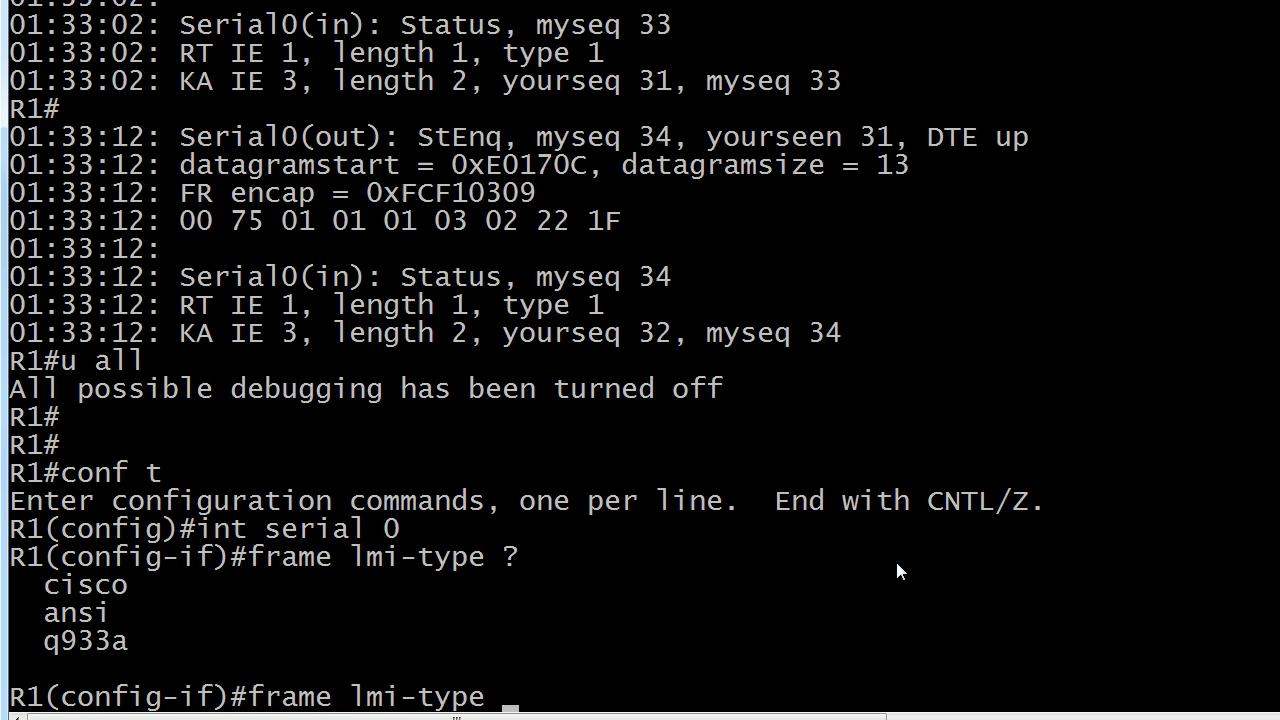 01:33:02:
01:33:02: Serial0(in): Status, myseq 33
01:33:02: RT IE 1, length 1, type 1
01:33:02: KA IE 3, length 2, yourseq 31, myseq 33
R1#
01:33:12: Serial0(out): StEnq, myseq 34, yourseen 31, DTE up
01:33:12: datagramstart = 0xE0170C, datagramsize = 13
01:33:12: FR encap = 0xFCF10309
01:33:12: 00 75 01 01 01 03 02 22 1F
01:33:12:
01:33:12: Serial0(in): Status, myseq 34
01:33:12: RT IE 1, length 1, type 1
01:33:12: KA IE 3, length 2, yourseq 32, myseq 34
R1#u all
All possible debugging has been turned off
R1#
R1#
R1#conf t
Enter configuration commands, one per line.  End with CNTL/Z.
R1(config)#int serial 0
R1(config-if)#frame lmi-type ?
  cisco
  ansi
  q933a
R1(config-if)#frame lmi-type _